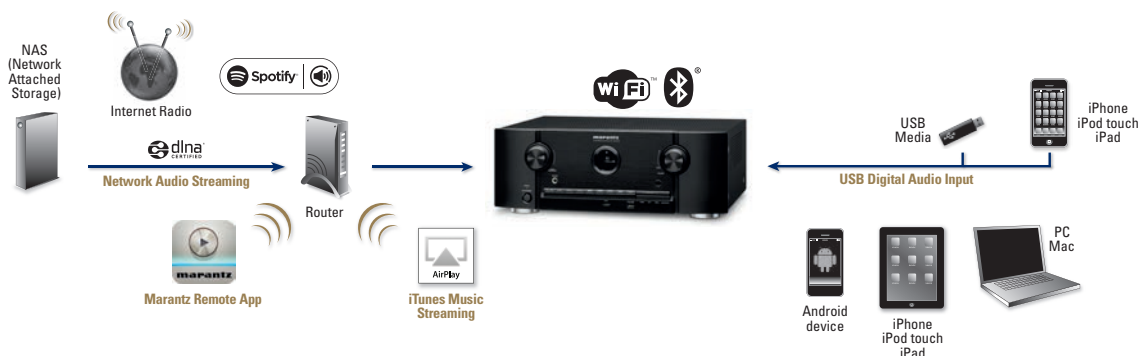 NAS
(Network
Attached
Storage)
Internet Radio
Spotify
WiFi™
®
dlna
CERTIFIED
Network Audio Streaming
Router
marantz
USB
Media
iPhone
iPod touch
iPad
USB Digital Audio Input
marantz
Marantz Remote App
AirPlay
iTunes Music
Streaming
Android
device
iPhone
iPod touch
iPad
PC
Mac